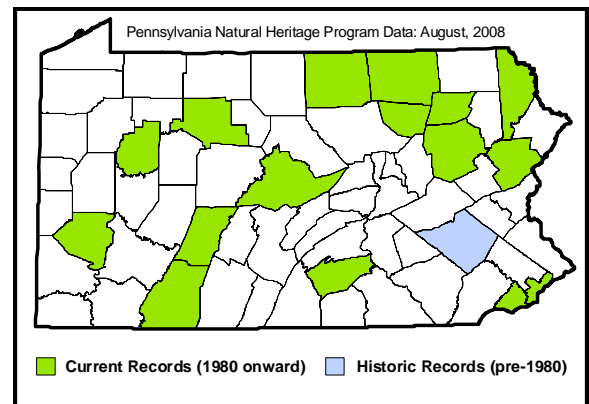 Pennsylvania Natural Heritage Program Data: August, 2008
Current Records (1980 onward)
Historic Records (pre-1980)